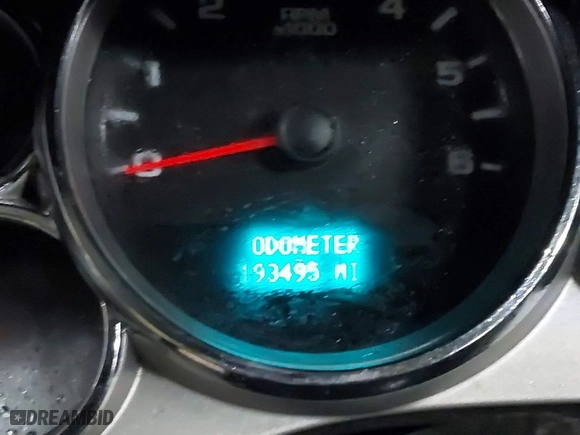 2 RPM 4
x1000
1 5
0 6
ODOMETER
193495 MI
DREAMBID